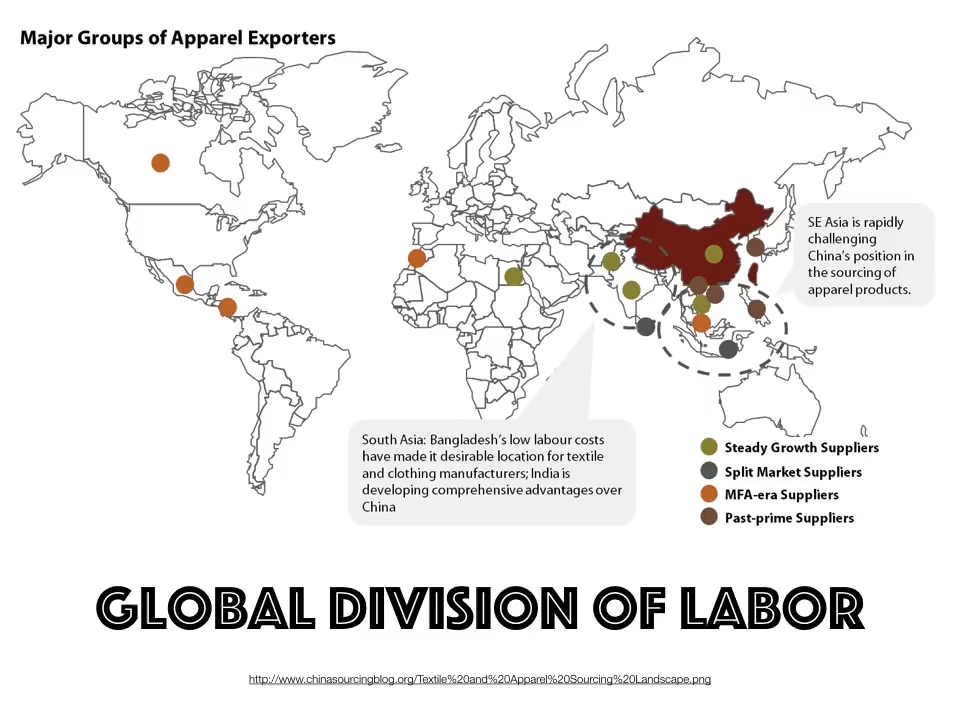 Major Groups of Apparel Exporters
SE Asia is rapidly
challenging
China's position in
the sourcing of
apparel products.
South Asia: Bangladesh's low labour costs
have made it desirable location for textile
and clothing manufacturers; India is
developing comprehensive advantages over
China
Steady Growth Suppliers
Split Market Suppliers
MFA-era Suppliers
Past-prime Suppliers
GLOBAL DIVISION OF LABOR
http://www.chinasourcingblog.org/Textile%20and%20Apparel%20Sourcing%20Landscape.png